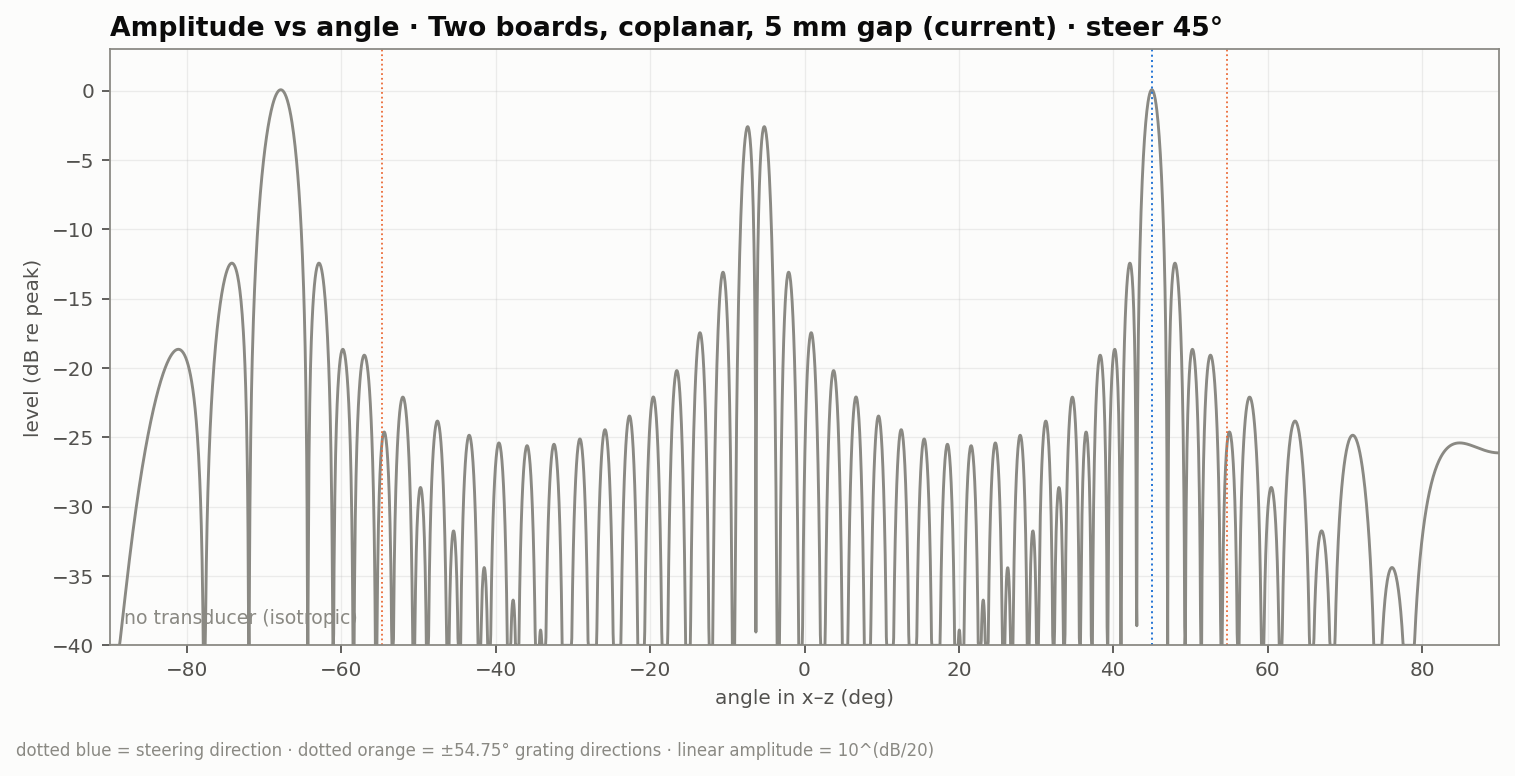 Amplitude vs angle · Two boards, coplanar, 5 mm gap (current) · steer 45°
0
−5
−10
−15
−20
−25
−30
−35
−40
level (dB re peak)
no transducer (isotropic)
−80 −60 −40 −20 0 20 40 60 80
angle in x–z (deg)
dotted blue = steering direction · dotted orange = ±54.75° grating directions · linear amplitude = 10^(dB/20)